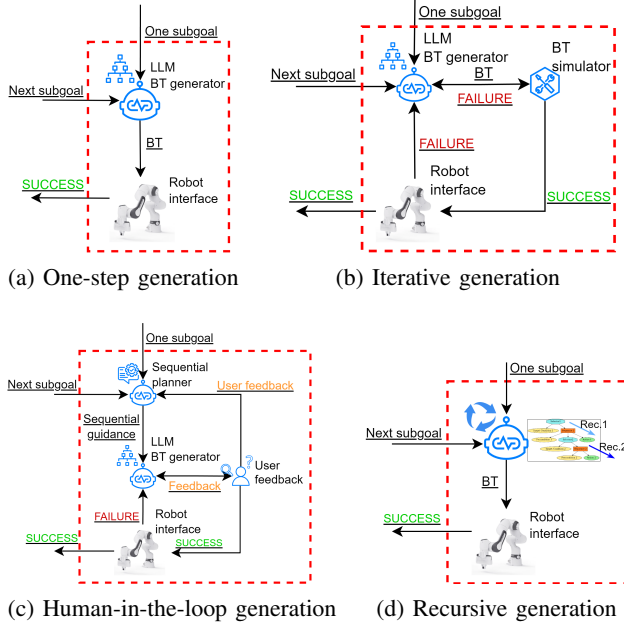 One subgoal
LLM
BT generator
Next subgoal
BT
SUCCESS
Robot
interface
(a) One-step generation
One subgoal
LLM
BT generator
BT
simulator
Next subgoal
BT
FAILURE
FAILURE
Robot
interface
SUCCESS
SUCCESS
(b) Iterative generation
One subgoal
Sequential
planner
Next subgoal
User feedback
Sequential
guidance
LLM
BT generator
User
feedback
Feedback
FAILURE
Robot
interface
SUCCESS
SUCCESS
(c) Human-in-the-loop generation
One subgoal
Rec.1
Rec.2
Next subgoal
BT
SUCCESS
Robot
interface
(d) Recursive generation